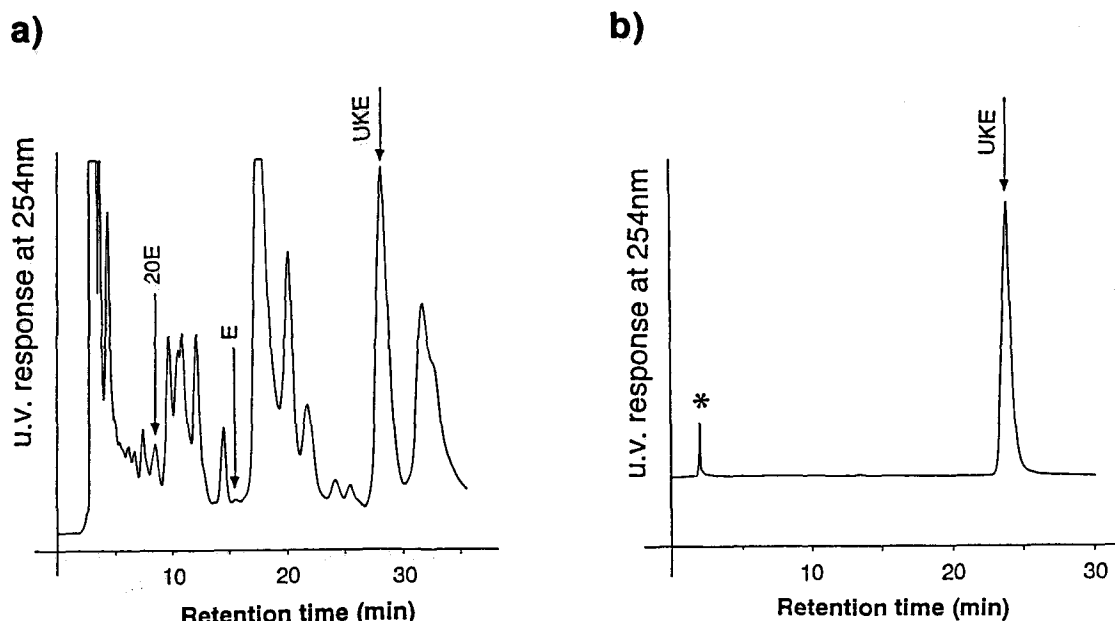 a)
u.v. response at 254nm
20E
E
UKE
10
20
30
Retention time (min)
b)
u.v. response at 254nm
*
UKE
10
20
30
Retention time (min)